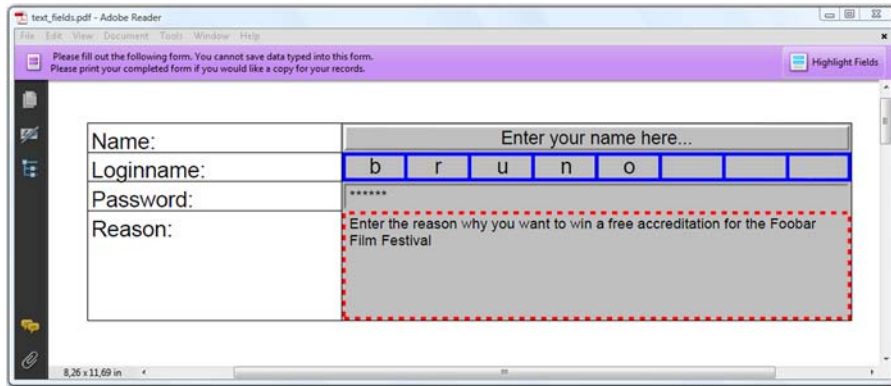 text_fields.pdf - Adobe Reader
File Edit View Document Tools Window Help
Please fill out the following form. You cannot save data typed into this form.
Please print your completed form if you would like a copy for your records.
Highlight Fields
Name: Enter your name here...
Loginname: b r u n o
Password: ******
Reason: Enter the reason why you want to win a free accreditation for the Foobar
Film Festival
8,26 x 11,69 in